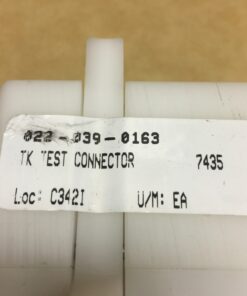 022-039-0163
TK TEST CONNECTOR 7435
Loc: C342I U/M: EA